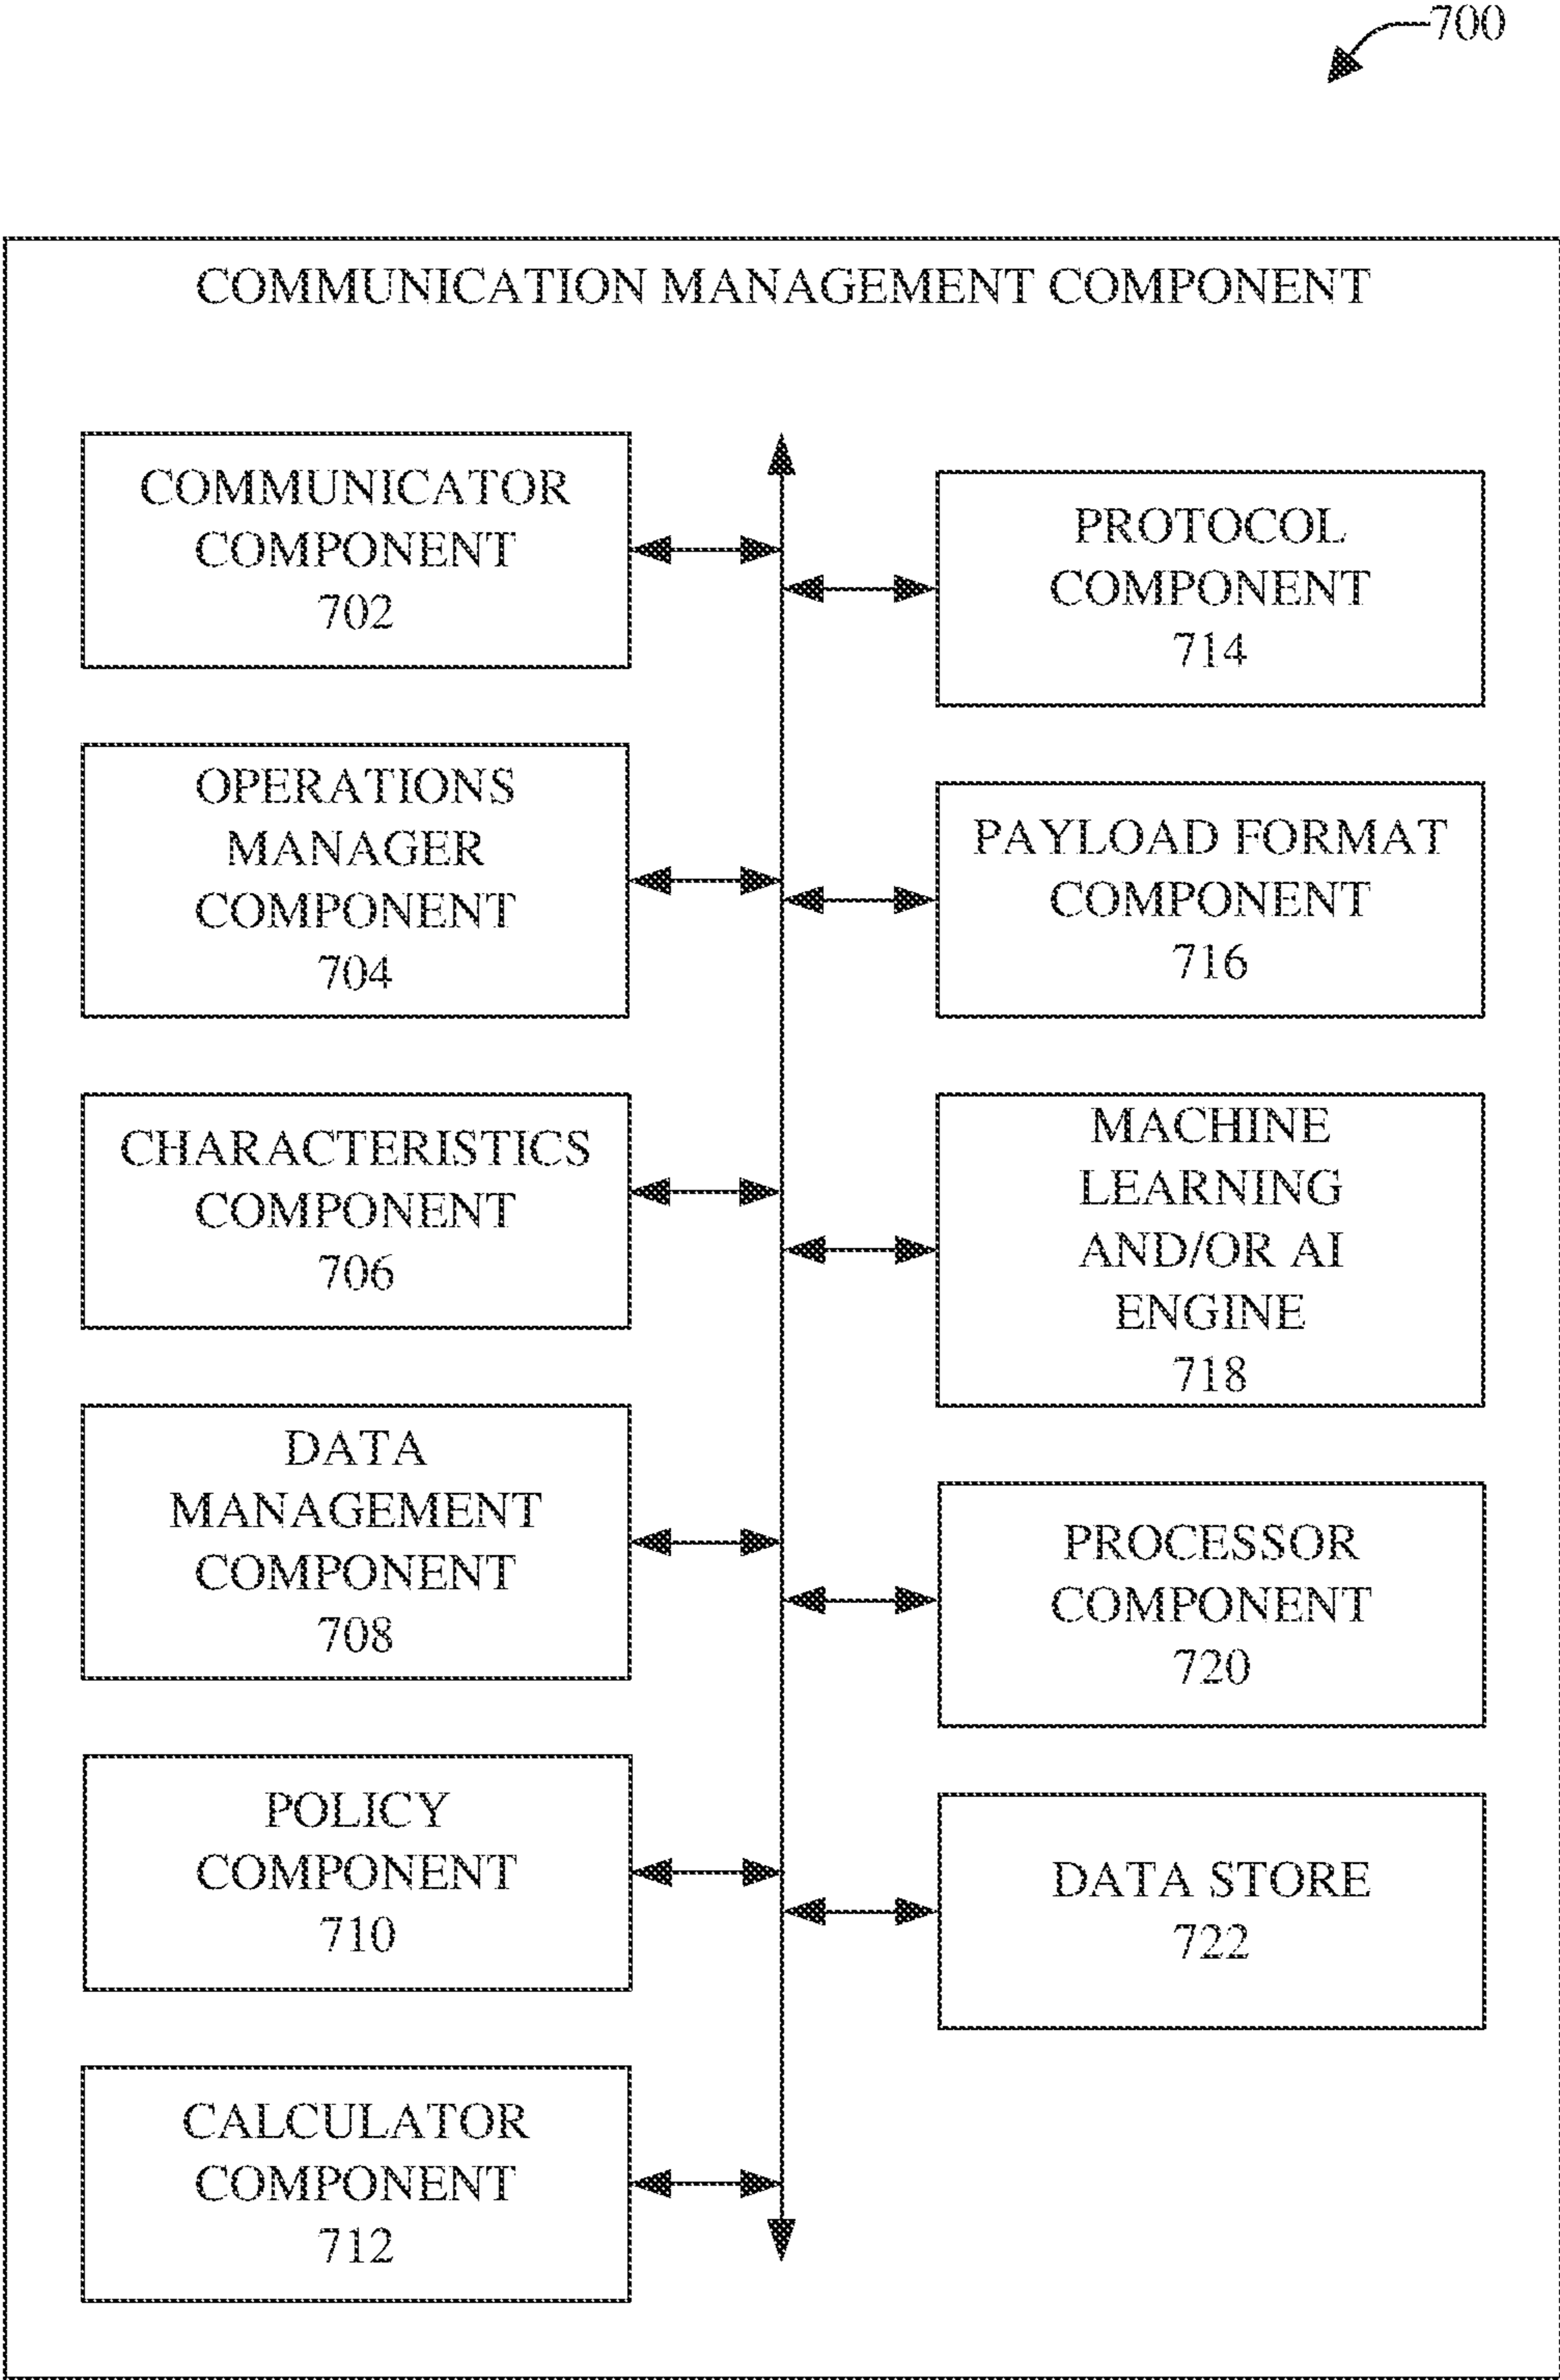 700
COMMUNICATION MANAGEMENT COMPONENT
COMMUNICATOR
COMPONENT
702
OPERATIONS
MANAGER
COMPONENT
704
CHARACTERISTICS
COMPONENT
706
DATA
MANAGEMENT
COMPONENT
708
POLICY
COMPONENT
710
CALCULATOR
COMPONENT
712
PROTOCOL
COMPONENT
714
PAYLOAD FORMAT
COMPONENT
716
MACHINE
LEARNING
AND/OR AI
ENGINE
718
PROCESSOR
COMPONENT
720
DATA STORE
722